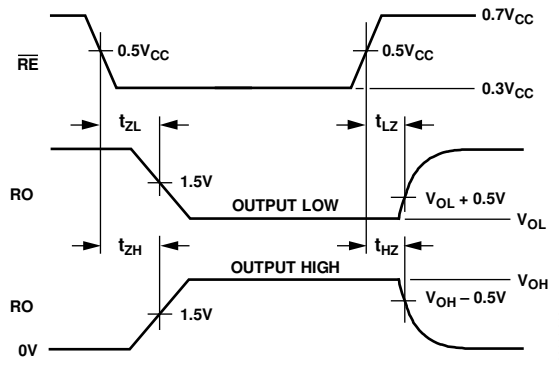 0.7VCC
RE
0.5VCC
0.5VCC
0.3VCC
tZL
tLZ
RO
1.5V
OUTPUT LOW
VOL + 0.5V
VOL
tZH
tHZ
OUTPUT HIGH
VOH
RO
1.5V
VOH – 0.5V
0V